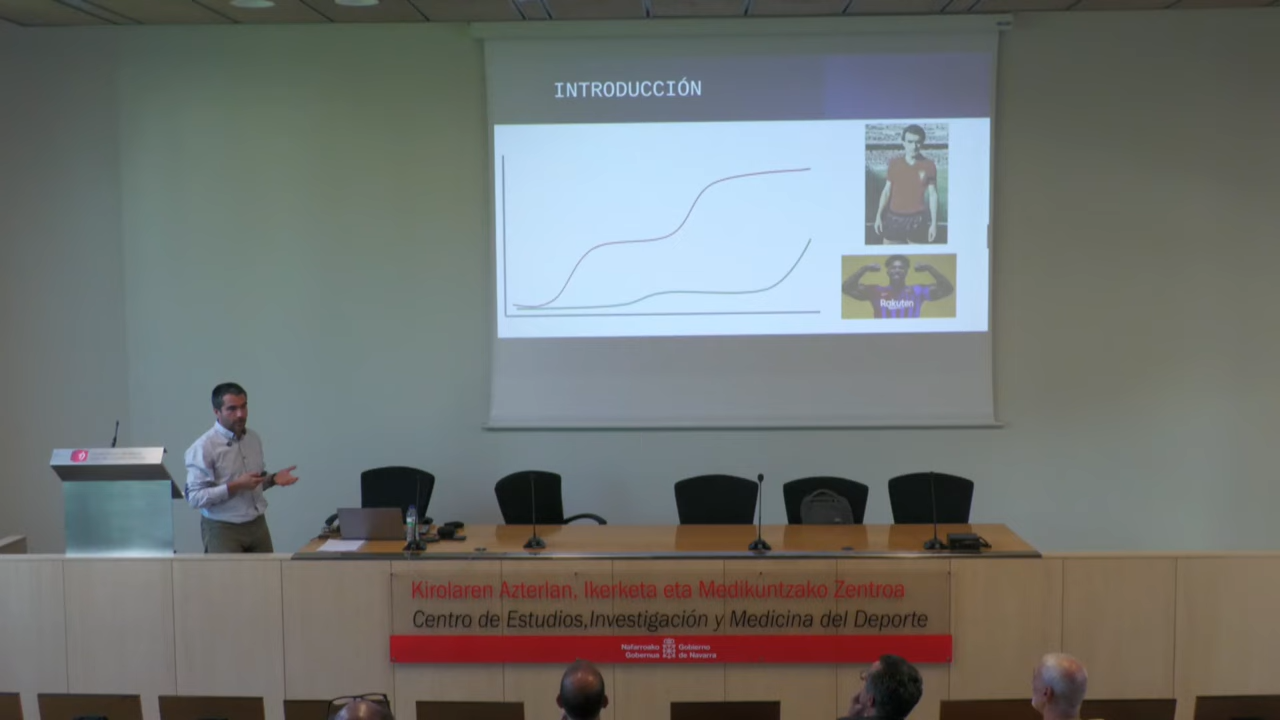 INTRODUCCIÓN
Rakuten
Kirolaren Azterlan, Ikerketa eta Medikuntzako Zentroa
Centro de Estudios,Investigación y Medicina del Deporte
Nafarroako Gobernua
Gobierno de Navarra